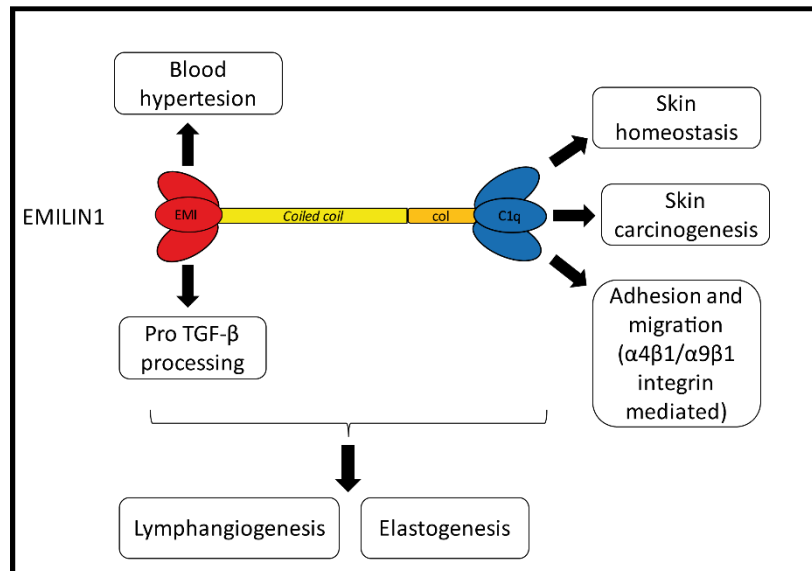 Blood
hypertesion
Skin
homeostasis
EMILIN1
EMI
Coiled coil
col
C1q
Skin
carcinogenesis
Pro TGF-β
processing
Adhesion and
migration
(α4β1/α9β1
integrin
mediated)
Lymphangiogenesis
Elastogenesis